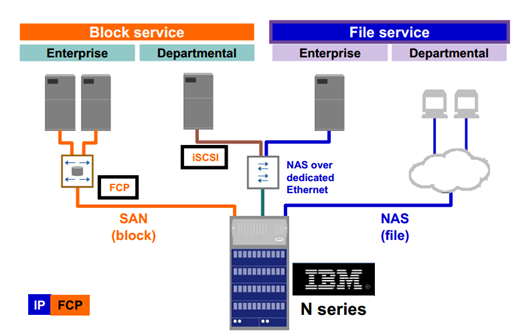 Block service
File service
Enterprise
Departmental
Enterprise
Departmental
iSCSI
FCP
NAS over
dedicated
Ethernet
SAN
(block)
NAS
(file)
IBM
N series
IP FCP